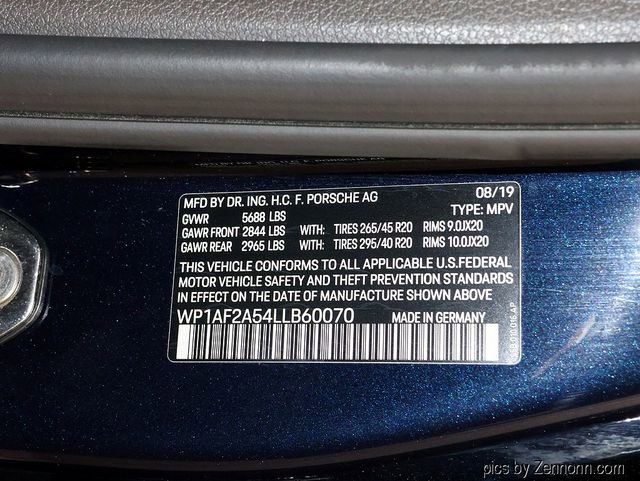 MFD BY DR. ING. H.C. F. PORSCHE AG 08/19
GVWR 5688 LBS TYPE: MPV
GAWR FRONT 2844 LBS WITH: TIRES 265/45 R20 RIMS 9.0JX20
GAWR REAR 2965 LBS WITH: TIRES 295/40 R20 RIMS 10.0JX20
THIS VEHICLE CONFORMS TO ALL APPLICABLE U.S.FEDERAL
MOTOR VEHICLE SAFETY AND THEFT PREVENTION STANDARDS
IN EFFECT ON THE DATE OF MANUFACTURE SHOWN ABOVE
WP1AF2A54LLB60070 MADE IN GERMANY
pics by Zennonn.com